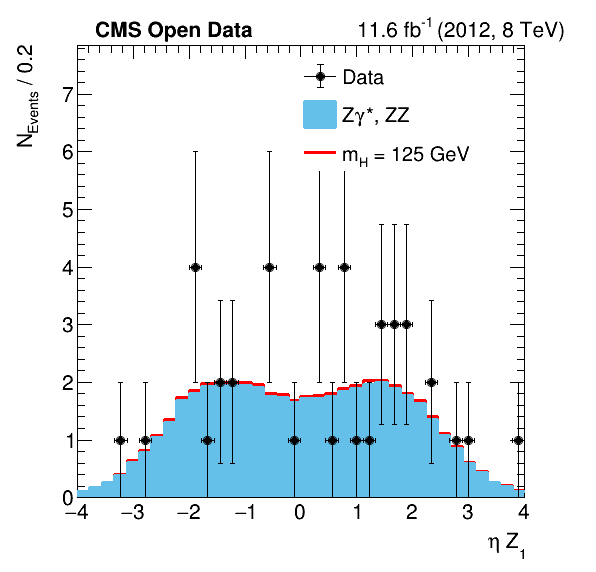 CMS Open Data 11.6 fb⁻¹ (2012, 8 TeV)
N_Events / 0.2
Data
Zγ*, ZZ
m_H = 125 GeV
7
6
5
4
3
2
1
0
−4 −3 −2 −1 0 1 2 3 4
η Z₁